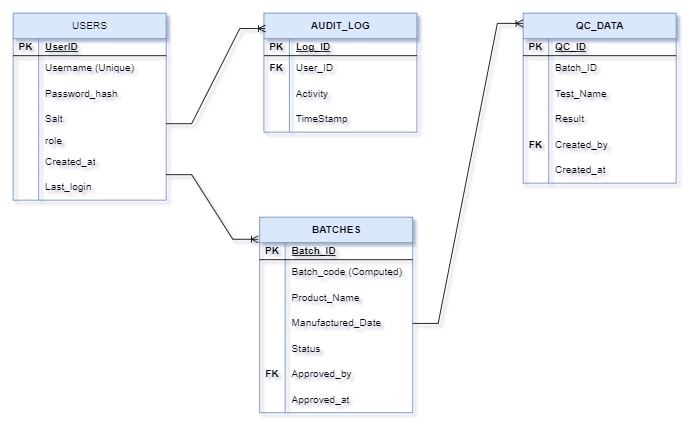 USERS
PK UserID
Username (Unique)
Password_hash
Salt
role
Created_at
Last_login
AUDIT_LOG
PK Log_ID
FK User_ID
Activity
TimeStamp
QC_DATA
PK QC_ID
Batch_ID
Test_Name
Result
FK Created_by
Created_at
BATCHES
PK Batch_ID
Batch_code (Computed)
Product_Name
Manufactured_Date
Status
FK Approved_by
Approved_at